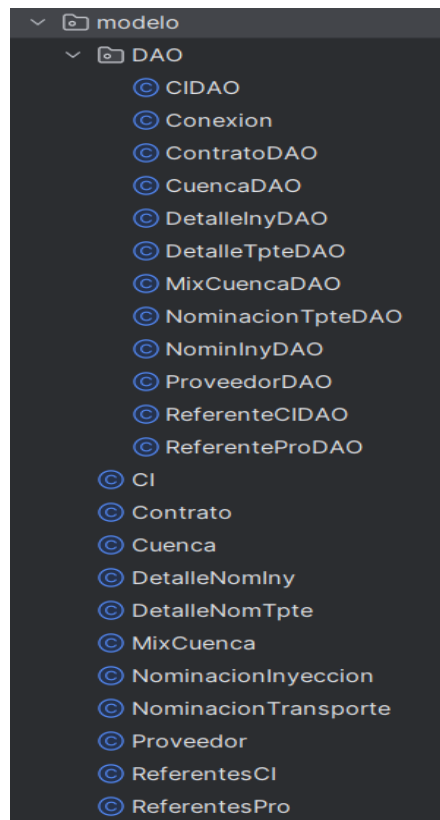 modelo
DAO
CIDAO
Conexion
ContratoDAO
CuencaDAO
DetalleInyDAO
DetalleTpteDAO
MixCuencaDAO
NominacionTpteDAO
NominInyDAO
ProveedorDAO
ReferenteCIDAO
ReferenteProDAO
CI
Contrato
Cuenca
DetalleNomIny
DetalleNomTpte
MixCuenca
NominacionInyeccion
NominacionTransporte
Proveedor
ReferentesCI
ReferentesPro